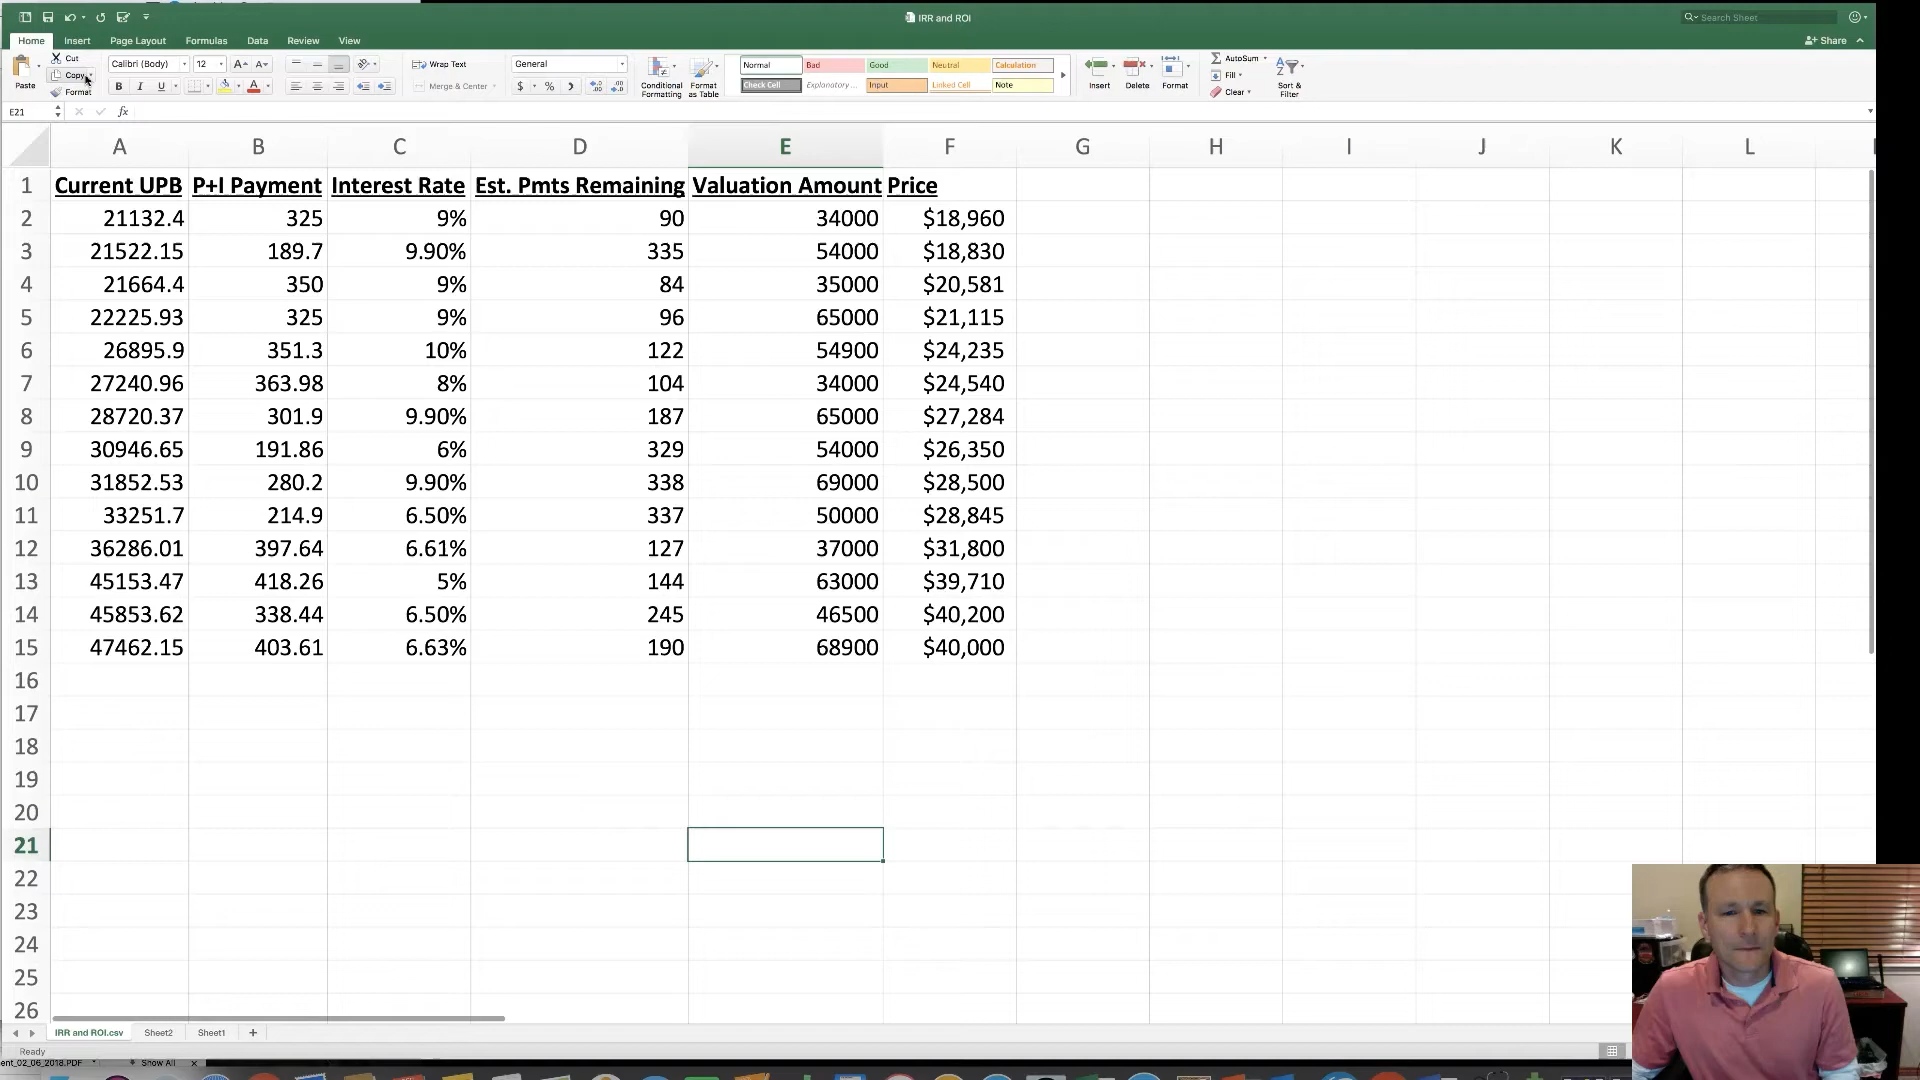 IRR and ROI
Search Sheet
Home Insert Page Layout Formulas Data Review View
Share
Paste
Cut
Copy
Format
Calibri (Body) 12
B I U
Wrap Text
Merge & Center
General
$ % )
Conditional Formatting
Format as Table
Normal Bad Good Neutral Calculation
Check Cell Explanatory ... Input Linked Cell Note
Insert Delete Format
AutoSum
Fill
Clear
Sort & Filter
E21 fx
A B C D E F G H I J K L
1 Current UPB P+I Payment Interest Rate Est. Pmts Remaining Valuation Amount Price
2 21132.4 325 9% 90 34000 $18,960
3 21522.15 189.7 9.90% 335 54000 $18,830
4 21664.4 350 9% 84 35000 $20,581
5 22225.93 325 9% 96 65000 $21,115
6 26895.9 351.3 10% 122 54900 $24,235
7 27240.96 363.98 8% 104 34000 $24,540
8 28720.37 301.9 9.90% 187 65000 $27,284
9 30946.65 191.86 6% 329 54000 $26,350
10 31852.53 280.2 9.90% 338 69000 $28,500
11 33251.7 214.9 6.50% 337 50000 $28,845
12 36286.01 397.64 6.61% 127 37000 $31,800
13 45153.47 418.26 5% 144 63000 $39,710
14 45853.62 338.44 6.50% 245 46500 $40,200
15 47462.15 403.61 6.63% 190 68900 $40,000
16
17
18
19
20
21
22
23
24
25
26
IRR and ROI.csv Sheet2 Sheet1 +
Ready
ent_02_06_2018.PDF Show All